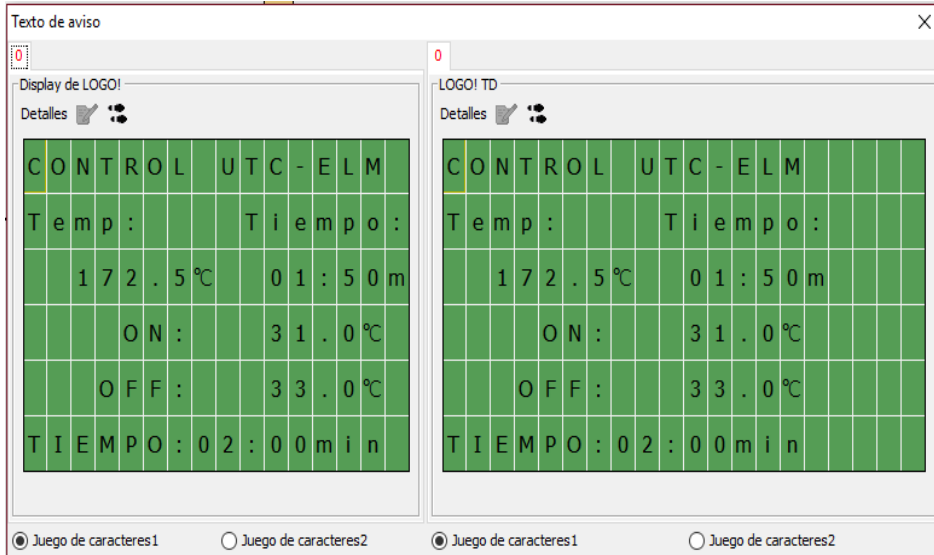 Texto de aviso
0
Display de LOGO!
Detalles
CONTROL UTC-ELM
Temp: Tiempo:
172.5°C 01:50m
ON: 31.0°C
OFF: 33.0°C
TIEMPO:02:00min
Juego de caracteres1 Juego de caracteres2
0
LOGO! TD
Detalles
CONTROL UTC-ELM
Temp: Tiempo:
172.5°C 01:50m
ON: 31.0°C
OFF: 33.0°C
TIEMPO:02:00min
Juego de caracteres1 Juego de caracteres2